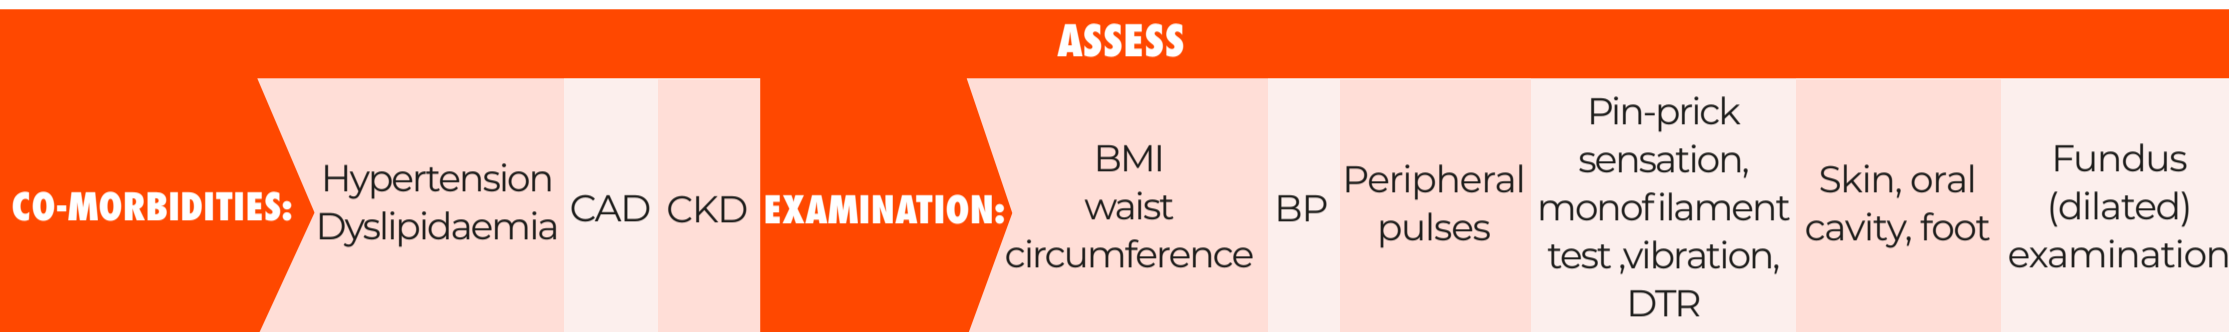 ASSESS
CO-MORBIDITIES:
Hypertension
Dyslipidaemia
CAD
CKD
EXAMINATION:
BMI
waist
circumference
BP
Peripheral
pulses
Pin-prick
sensation,
monofilament
test ,vibration,
DTR
Skin, oral
cavity, foot
Fundus
(dilated)
examination